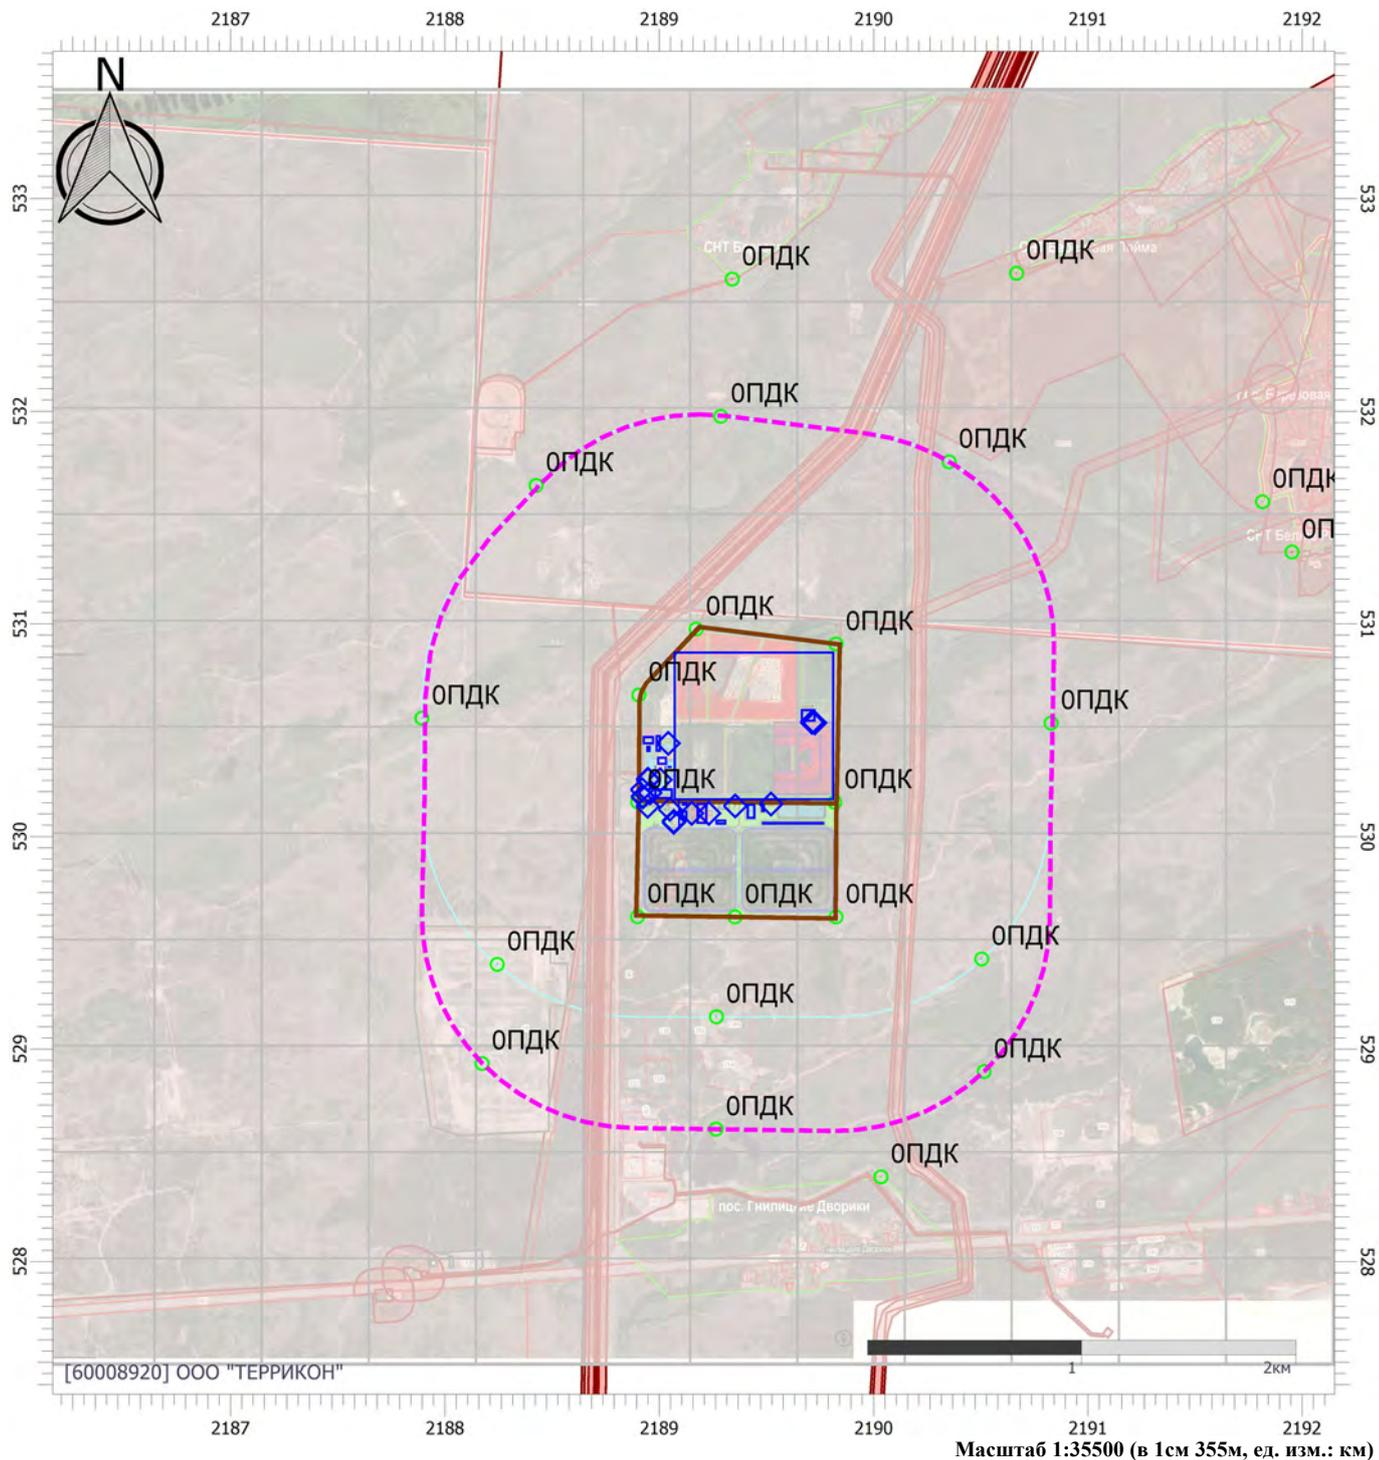 2187 2188 2189 2190 2191 2192
N
533 533
0ПДК 0ПДК
532 532
0ПДК
0ПДК
0ПДК
0ПДК
0П
531 531
0ПДК 0ПДК
0ПДК
0ПДК 0ПДК
0ПДК 0ПДК
530 530
0ПДК 0ПДК 0ПДК
0ПДК 0ПДК
0ПДК
529 529
0ПДК 0ПДК
0ПДК
0ПДК
пос. Гнилицкие Дворики
528 528
1 2км
[60008920] ООО "ТЕРРИКОН"
2187 2188 2189 2190 2191 2192
Масштаб 1:35500 (в 1см 355м, ед. изм.: км)